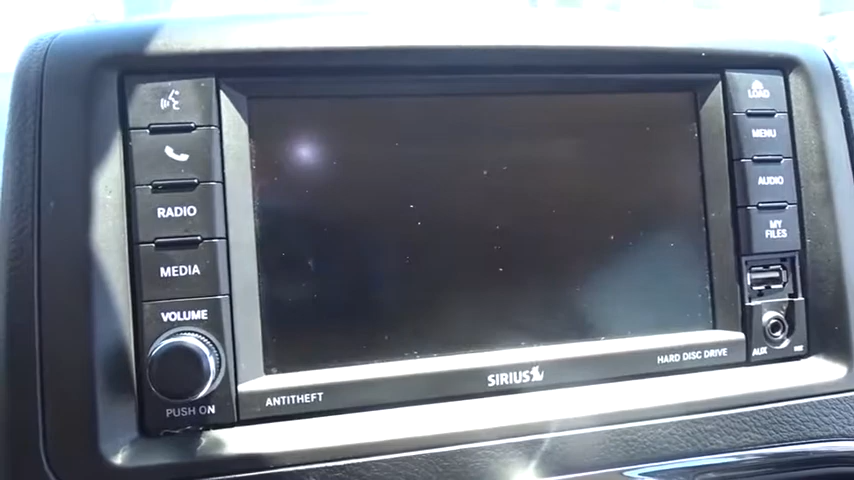 RADIO
MEDIA
VOLUME
PUSH ON
ANTITHEFT
SIRIUS
HARD DISC DRIVE
LOAD
MENU
AUDIO
MY
FILES
AUX